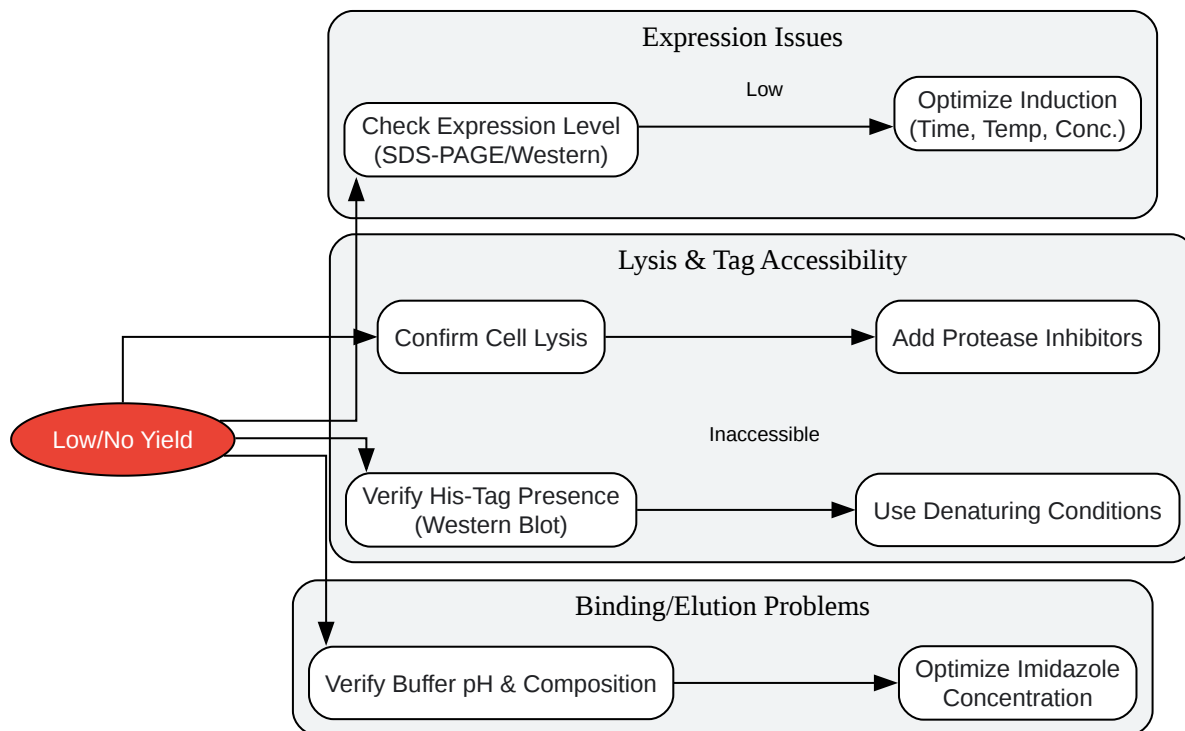 Expression Issues
Low
Check Expression Level
(SDS-PAGE/Western)
Optimize Induction
(Time, Temp, Conc.)
Lysis & Tag Accessibility
Confirm Cell Lysis
Add Protease Inhibitors
Low/No Yield
Inaccessible
Verify His-Tag Presence
(Western Blot)
Use Denaturing Conditions
Binding/Elution Problems
Verify Buffer pH & Composition
Optimize Imidazole
Concentration